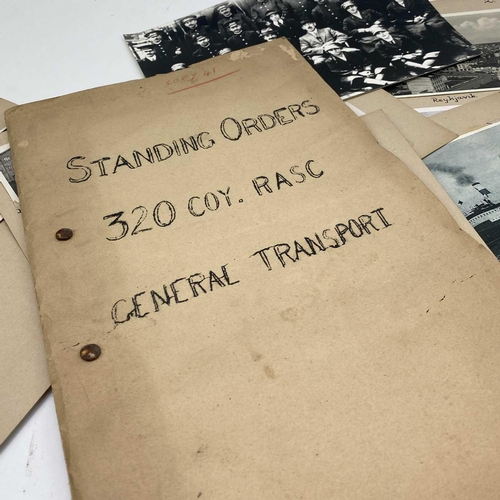 STANDING ORDERS
320 COY. RASC
GENERAL TRANSPORT
Reykjavik